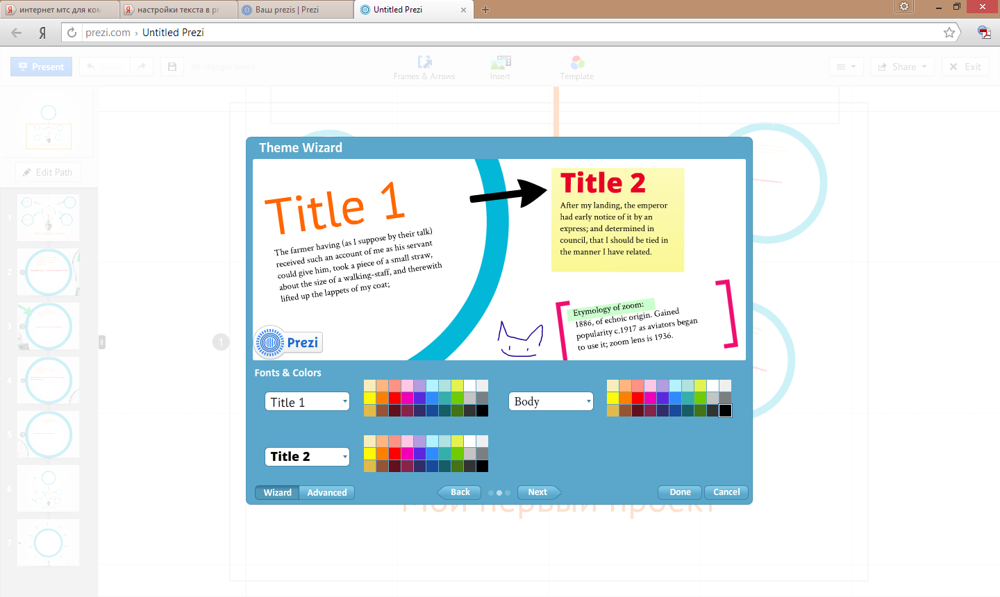 интернет мтс для ком
настройки текста в pr
Ваш prezis | Prezi
Untitled Prezi
prezi.com › Untitled Prezi
Present
All changes saved
Frames & Arrows
Insert
Template
Share
Exit
Edit Path
1
2
3
4
5
6
7
1
Theme Wizard
Title 1
The farmer having (as I suppose by their talk)
received such an account of me as his servant
could give him, took a piece of a small straw,
about the size of a walking-staff, and therewith
lifted up the lappets of my coat;
Title 2
After my landing, the emperor
had early notice of it by an
express; and determined in
council, that I should be tied in
the manner I have related.
Etymology of zoom:
1886, of echoic origin. Gained
popularity c.1917 as aviators began
to use it; zoom lens is 1936.
Prezi
Fonts & Colors
Title 1
Body
Title 2
Wizard
Advanced
Back
Next
Done
Cancel
Мой первый проект